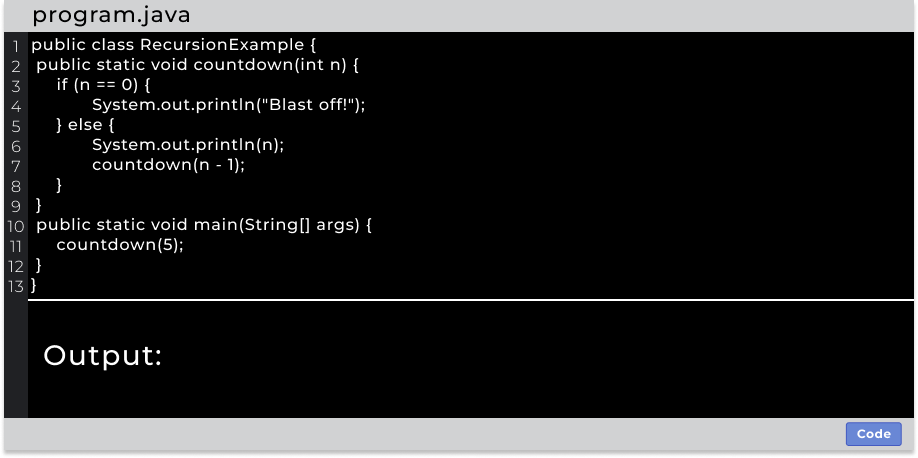 program.java
1 public class RecursionExample {
2 public static void countdown(int n) {
3 if (n == 0) {
4 System.out.println("Blast off!");
5 } else {
6 System.out.println(n);
7 countdown(n - 1);
8 }
9 }
10 public static void main(String[] args) {
11 countdown(5);
12 }
13 }
Output:
Code